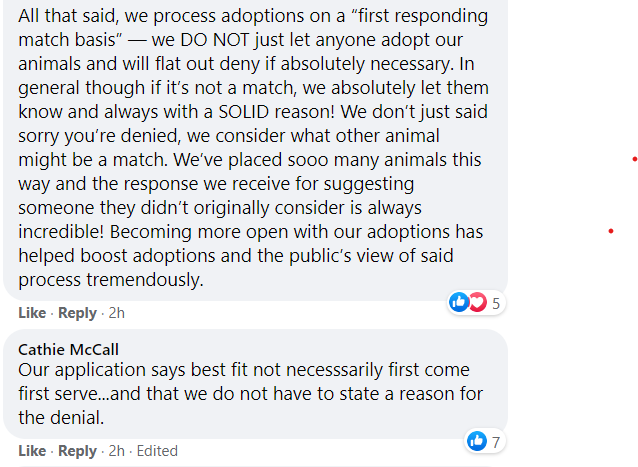 All that said, we process adoptions on a “first responding
match basis” — we DO NOT just let anyone adopt our
animals and will flat out deny if absolutely necessary. In
general though if it’s not a match, we absolutely let them
know and always with a SOLID reason! We don’t just said
sorry you’re denied, we consider what other animal
might be a match. We’ve placed sooo many animals this
way and the response we receive for suggesting
someone they didn’t originally consider is always
incredible! Becoming more open with our adoptions has
helped boost adoptions and the public’s view of said
process tremendously.
5
Like · Reply · 2h
Cathie McCall
Our application says best fit not necesssarily first come
first serve...and that we do not have to state a reason for
the denial.
7
Like · Reply · 2h · Edited